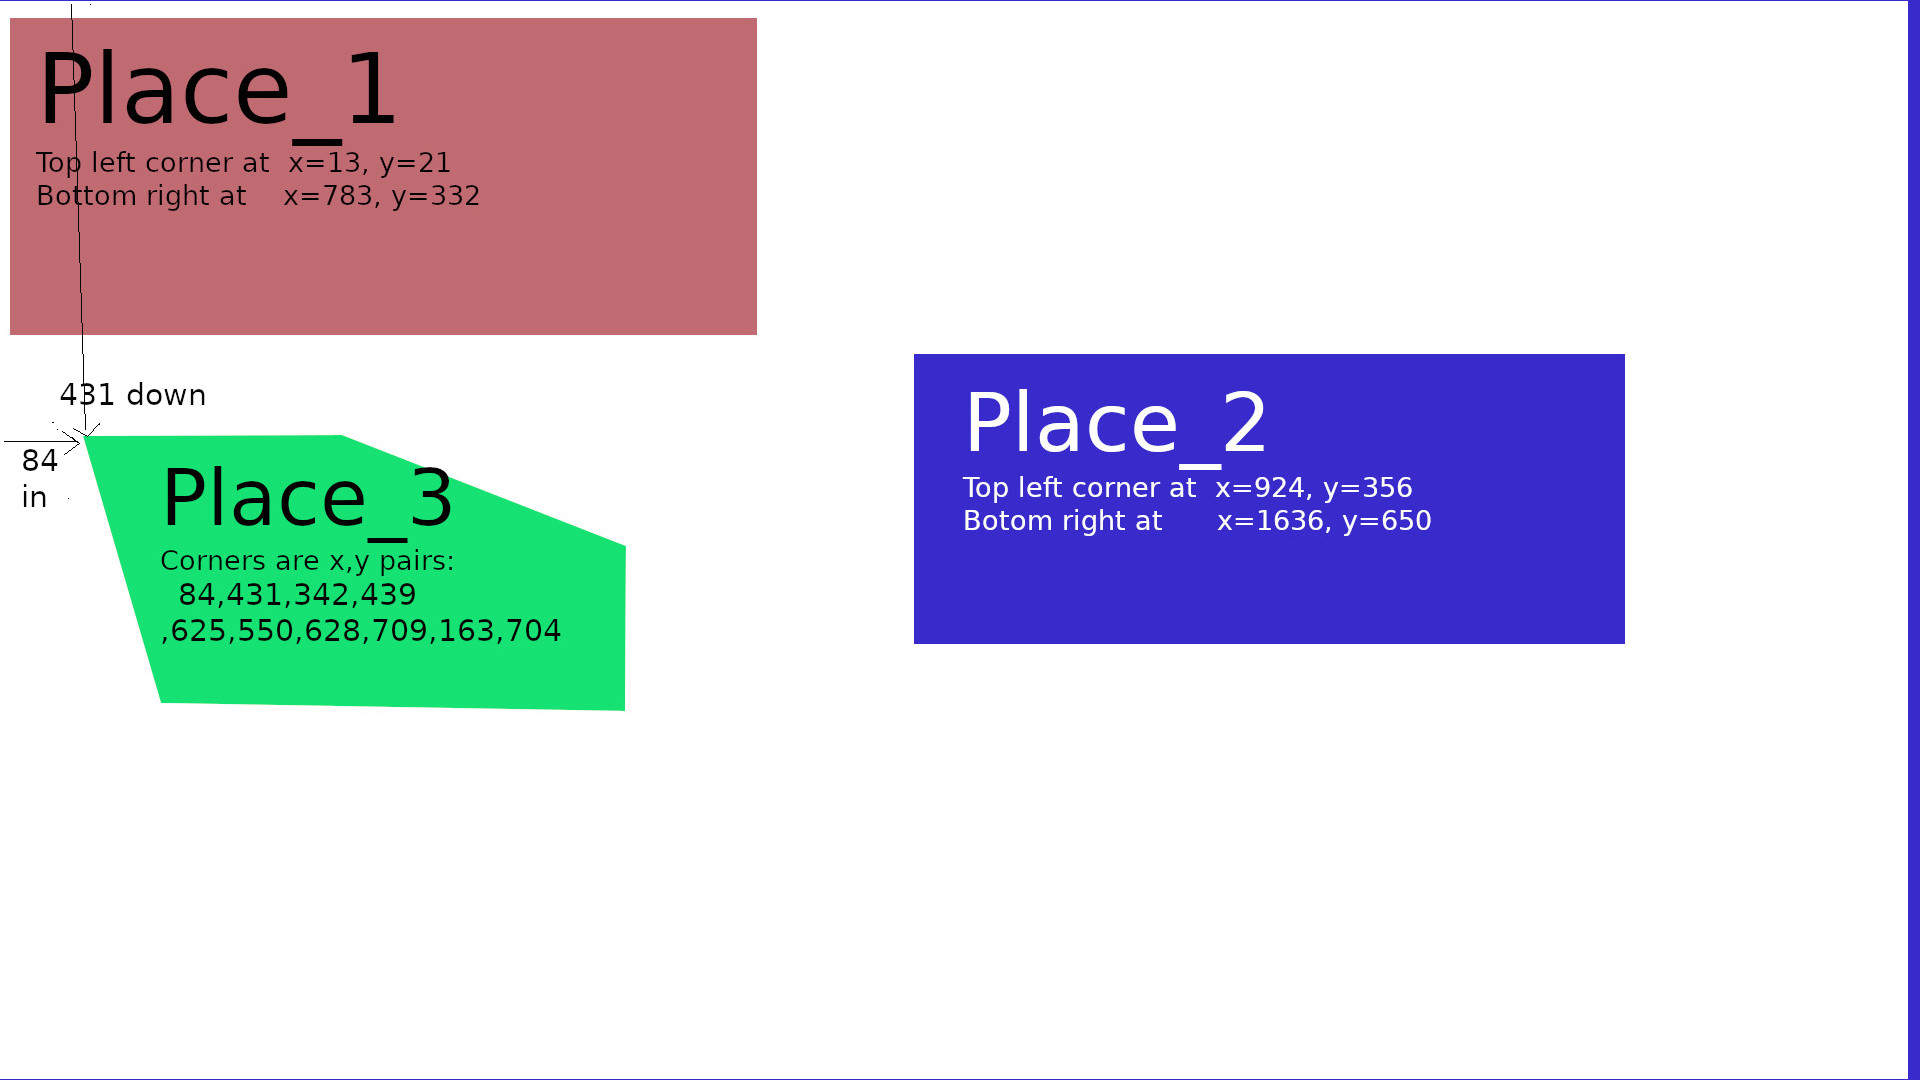 Place_1
Top left corner at  x=13, y=21
Bottom right at    x=783, y=332
431 down
84
in
Place_3
Corners are x,y pairs:
84,431,342,439
,625,550,628,709,163,704
Place_2
Top left corner at  x=924, y=356
Botom right at      x=1636, y=650